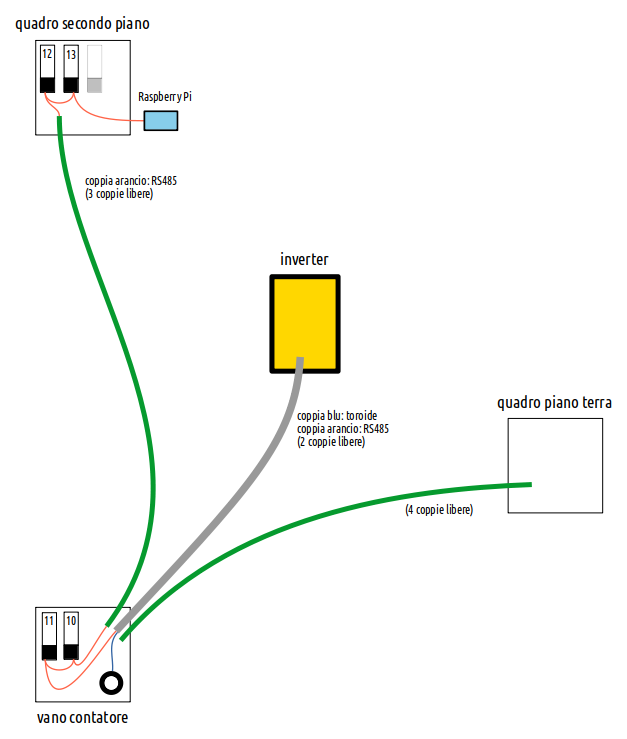 quadro secondo piano
12
13
Raspberry Pi
coppia arancio: RS485
(3 coppie libere)
inverter
coppia blu: toroide
coppia arancio: RS485
(2 coppie libere)
quadro piano terra
(4 coppie libere)
11
10
vano contatore